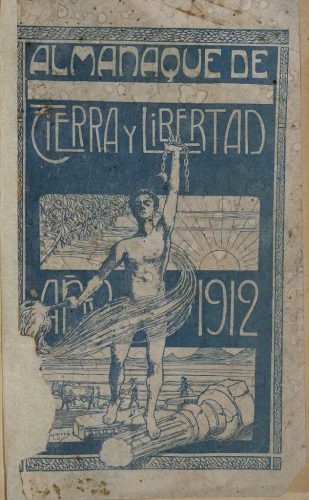 ALMANAQUE DE
TIERRA Y LIBERTAD
AÑO 1912